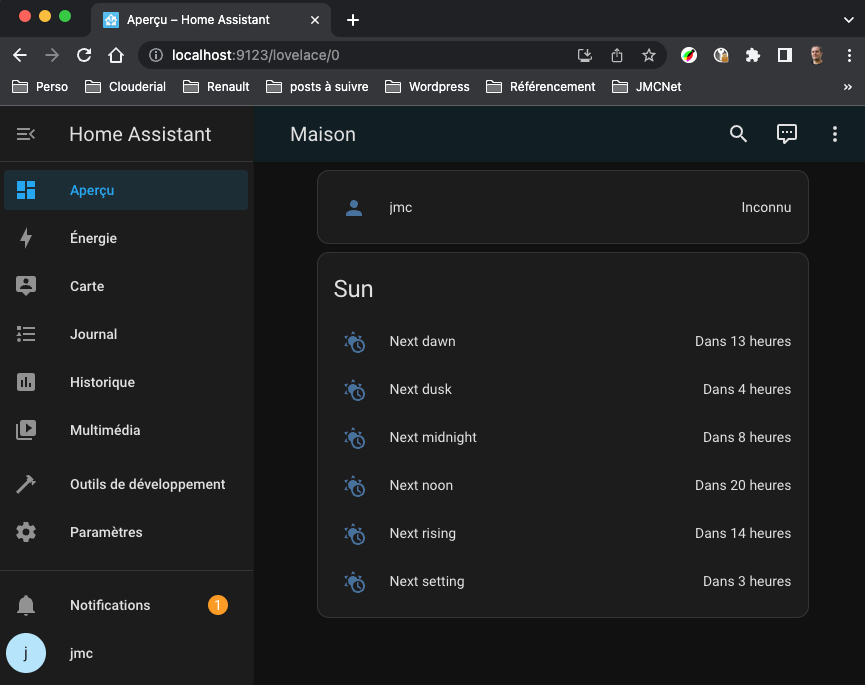 Aperçu – Home Assistant
localhost:9123/lovelace/0
Perso Clouderial Renault posts à suivre Wordpress Référencement JMCNet »
Home Assistant
Maison
Aperçu
Énergie
Carte
Journal
Historique
Multimédia
Outils de développement
Paramètres
Notifications 1
j jmc
jmc Inconnu
Sun
Next dawn Dans 13 heures
Next dusk Dans 4 heures
Next midnight Dans 8 heures
Next noon Dans 20 heures
Next rising Dans 14 heures
Next setting Dans 3 heures